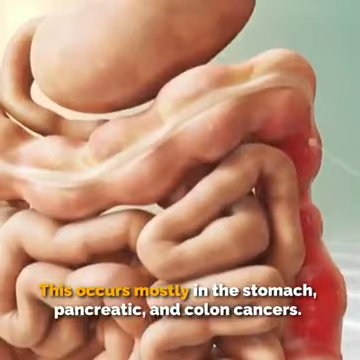 This occurs mostly in the stomach,
pancreatic, and colon cancers.